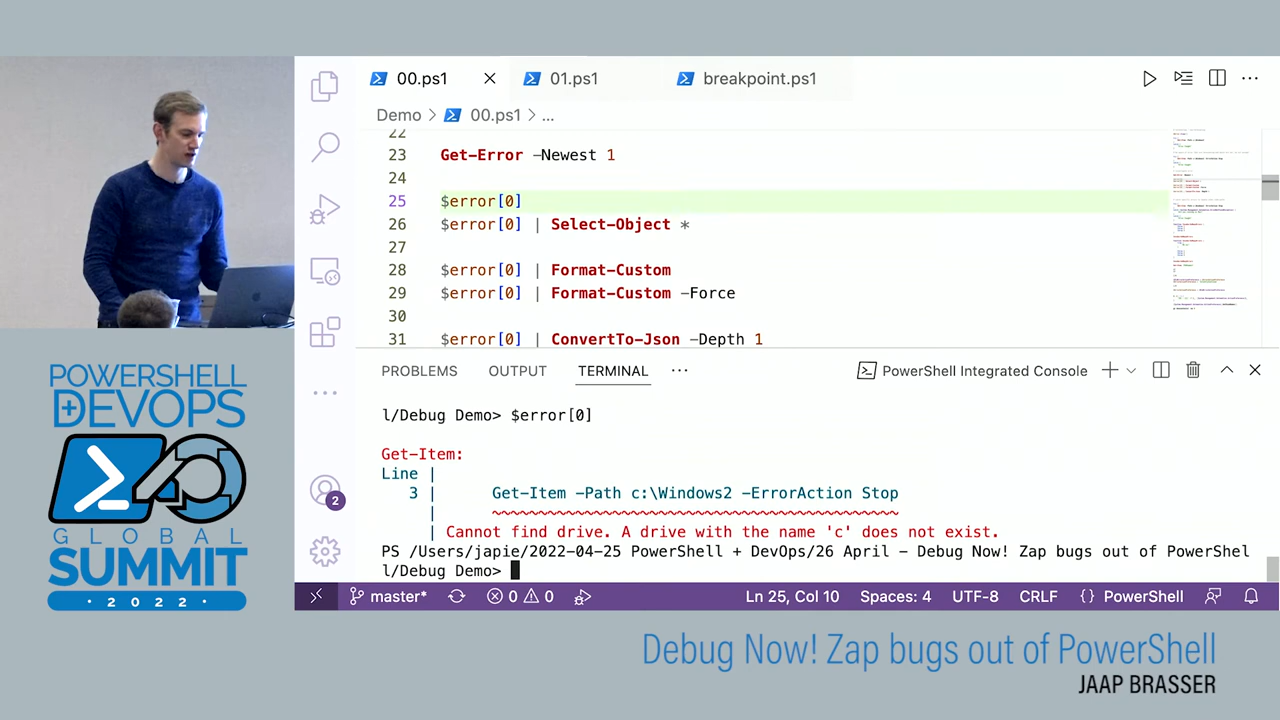 00.ps1
01.ps1
breakpoint.ps1
Demo > 00.ps1 > ...
22
23 Get-Error -Newest 1
24
25 $error[0]
26 $error[0] | Select-Object *
27
28 $error[0] | Format-Custom
29 $error[0] | Format-Custom -Force
30
31 $error[0] | ConvertTo-Json -Depth 1
PROBLEMS OUTPUT TERMINAL ... PowerShell Integrated Console
l/Debug Demo> $error[0]
Get-Item:
Line |
3 | Get-Item -Path c:\Windows2 -ErrorAction Stop
| ~~~~~~~~~~~~~~~~~~~~~~~~~~~~~~~~~~~~~~~~~~~~
| Cannot find drive. A drive with the name 'c' does not exist.
PS /Users/japie/2022-04-25 PowerShell + DevOps/26 April - Debug Now! Zap bugs out of PowerShel
l/Debug Demo>
2
master* 0 0 Ln 25, Col 10 Spaces: 4 UTF-8 CRLF {} PowerShell
POWERSHELL
+DEVOPS
GLOBAL
SUMMIT
· 2 0 2 2 ·
Debug Now! Zap bugs out of PowerShell
JAAP BRASSER